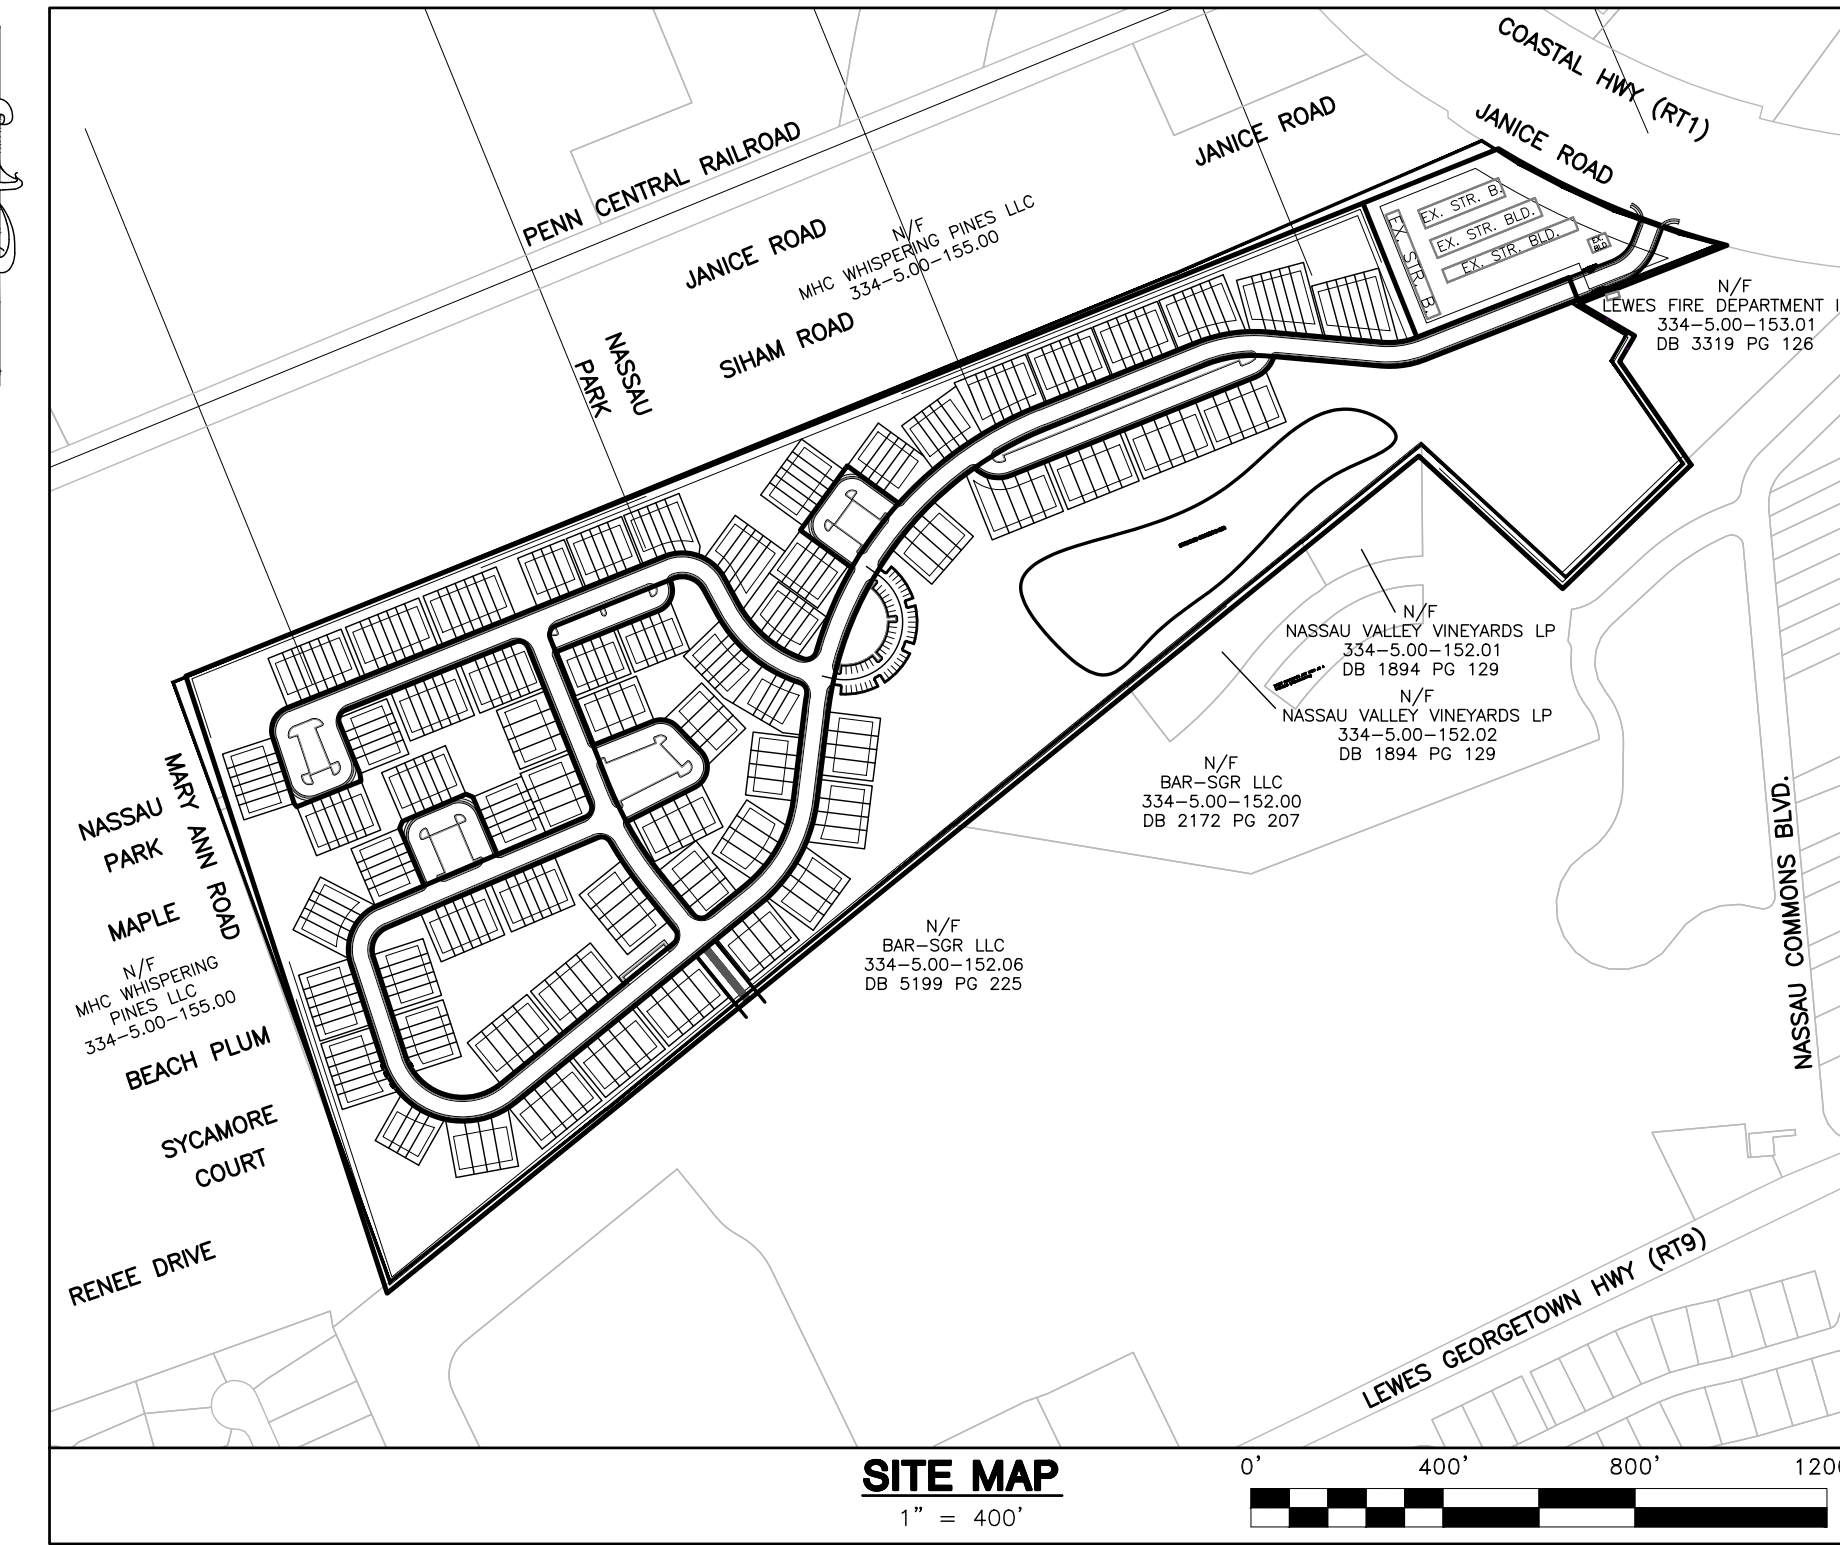 COASTAL HWY (RT1)
JANICE ROAD
JANICE ROAD
PENN CENTRAL RAILROAD
JANICE ROAD
N/F
MHC WHISPERING PINES LLC
334-5.00-155.00
SIHAM ROAD
NASSAU
PARK
EX. STR. B.
EX. STR. BLD.
EX. STR. BLD.
EX. STR. B.
EX.
BLD
N/F
LEWES FIRE DEPARTMENT
334-5.00-153.01
DB 3319 PG 126
N/F
NASSAU VALLEY VINEYARDS LP
334-5.00-152.01
DB 1894 PG 129
N/F
NASSAU VALLEY VINEYARDS LP
334-5.00-152.02
DB 1894 PG 129
N/F
BAR-SGR LLC
334-5.00-152.00
DB 2172 PG 207
N/F
BAR-SGR LLC
334-5.00-152.06
DB 5199 PG 225
NASSAU COMMONS BLVD.
MARY ANN ROAD
NASSAU
PARK
MAPLE
N/F
MHC WHISPERING
PINES LLC
334-5.00-155.00
BEACH PLUM
SYCAMORE
COURT
RENEE DRIVE
LEWES GEORGETOWN HWY (RT9)
SITE MAP
1" = 400'
0' 400' 800'